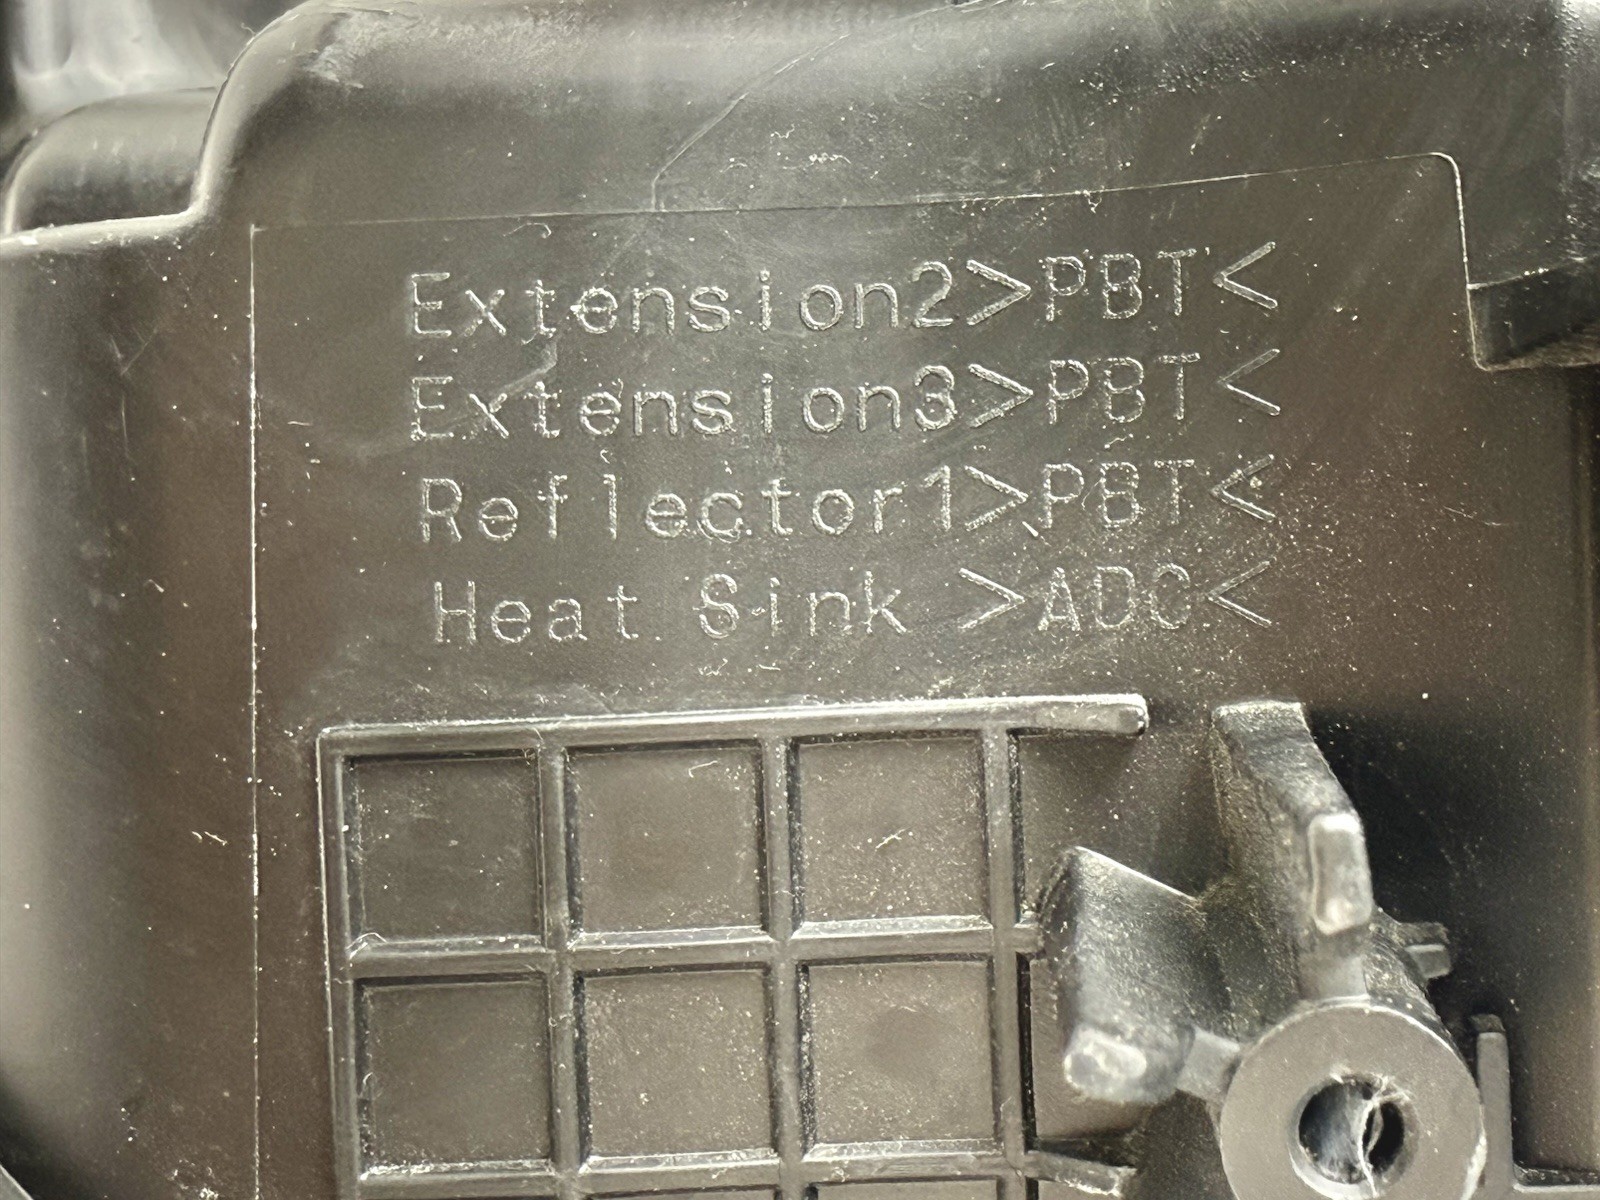 Extension2>PBT<
Extension3>PBT<
Reflector1>PBT<
Heat Sink >ADC<